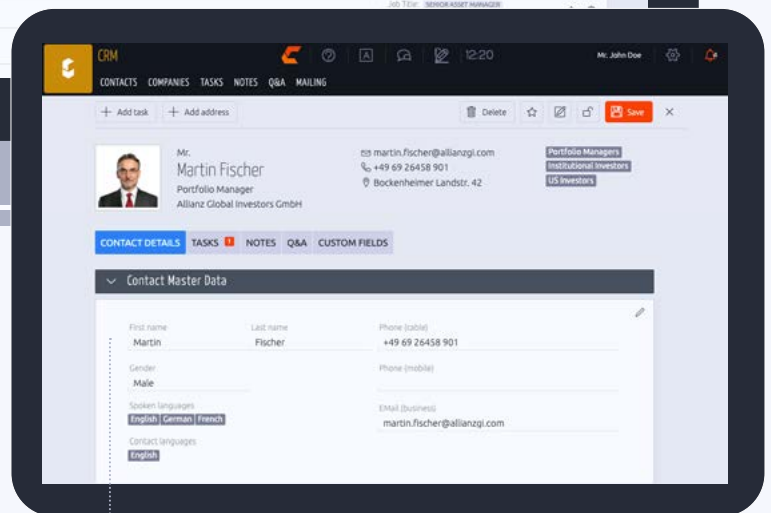 Job Title: SENIOR ASSET MANAGER
CRM
12:20
Mr. John Doe
CONTACTS COMPANIES TASKS NOTES Q&A MAILING
+ Add task + Add address
Delete
Save
Mr.
Martin Fischer
Portfolio Manager
Allianz Global Investors GmbH
martin.fischer@allianzgi.com
+49 69 26458 901
Bockenheimer Landstr. 42
Portfolio Managers
Institutional Investors
US Investors
CONTACT DETAILS TASKS NOTES Q&A CUSTOM FIELDS
Contact Master Data
First name Last name Phone (cable)
Martin Fischer +49 69 26458 901
Gender Phone (mobile)
Male
Spoken languages EMail (business)
English German French martin.fischer@allianzgi.com
Contact languages
English